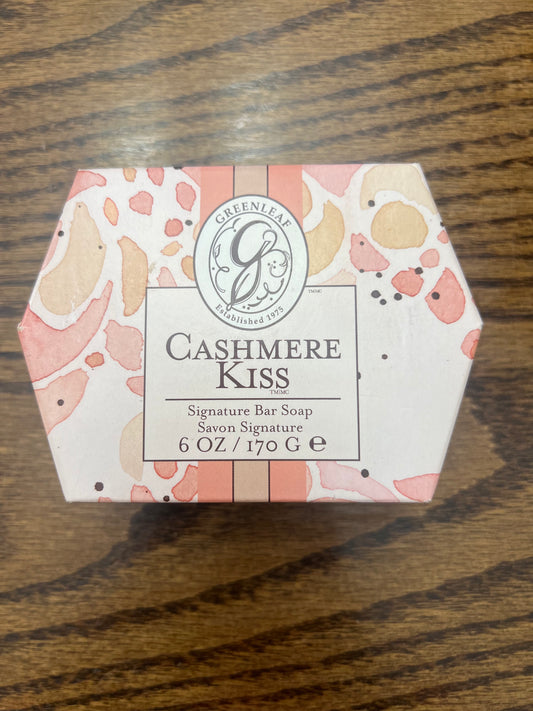 GREENLEAF
g
Established 1975
TM/MC
CASHMERE
KISS
TM/MC
Signature Bar Soap
Savon Signature
6 OZ / 170 G ℮